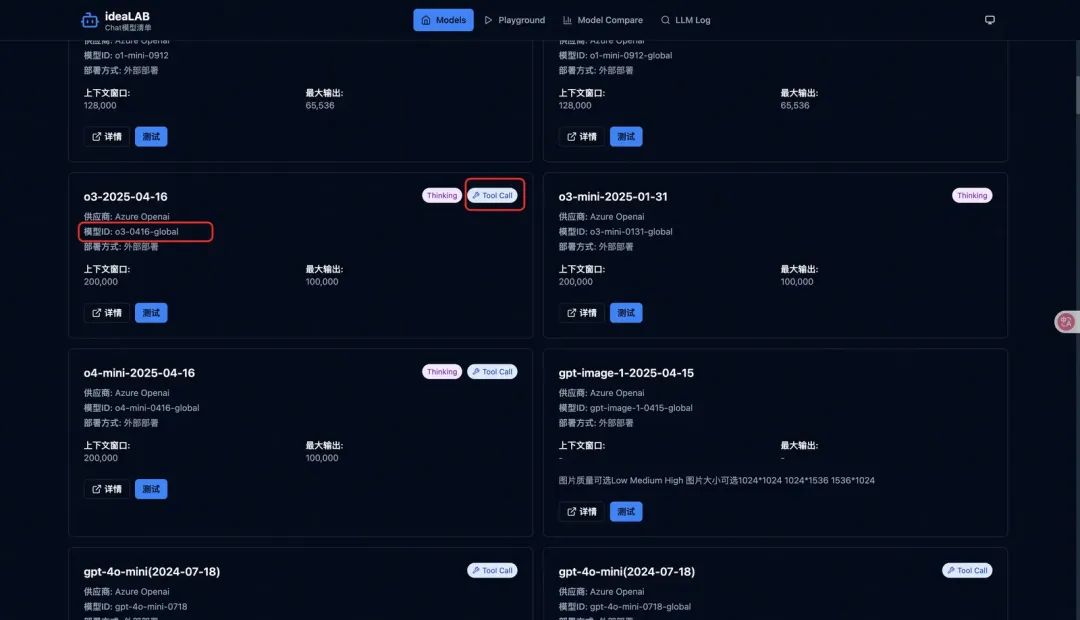 ideaLAB
Chat模型清单
Models
Playground
Model Compare
LLM Log
供应商: Azure Openai
模型ID: o1-mini-0912
部署方式: 外部部署
上下文窗口:
最大输出:
128,000
65,536
详情
测试
供应商: Azure Openai
模型ID: o1-mini-0912-global
部署方式: 外部部署
上下文窗口:
最大输出:
128,000
65,536
详情
测试
o3-2025-04-16
Thinking
Tool Call
供应商: Azure Openai
模型ID: o3-0416-global
部署方式: 外部部署
上下文窗口:
最大输出:
200,000
100,000
详情
测试
o3-mini-2025-01-31
Thinking
供应商: Azure Openai
模型ID: o3-mini-0131-global
部署方式: 外部部署
上下文窗口:
最大输出:
200,000
100,000
详情
测试
o4-mini-2025-04-16
Thinking
Tool Call
供应商: Azure Openai
模型ID: o4-mini-0416-global
部署方式: 外部部署
上下文窗口:
最大输出:
200,000
100,000
详情
测试
gpt-image-1-2025-04-15
供应商: Azure Openai
模型ID: gpt-image-1-0415-global
部署方式: 外部部署
上下文窗口:
最大输出:
-
-
图片质量可选Low Medium High 图片大小可选1024*1024 1024*1536 1536*1024
详情
测试
gpt-4o-mini(2024-07-18)
Tool Call
供应商: Azure Openai
模型ID: gpt-4o-mini-0718
部署方式: 外部部署
gpt-4o-mini(2024-07-18)
Tool Call
供应商: Azure Openai
模型ID: gpt-4o-mini-0718-global
部署方式: 外部部署